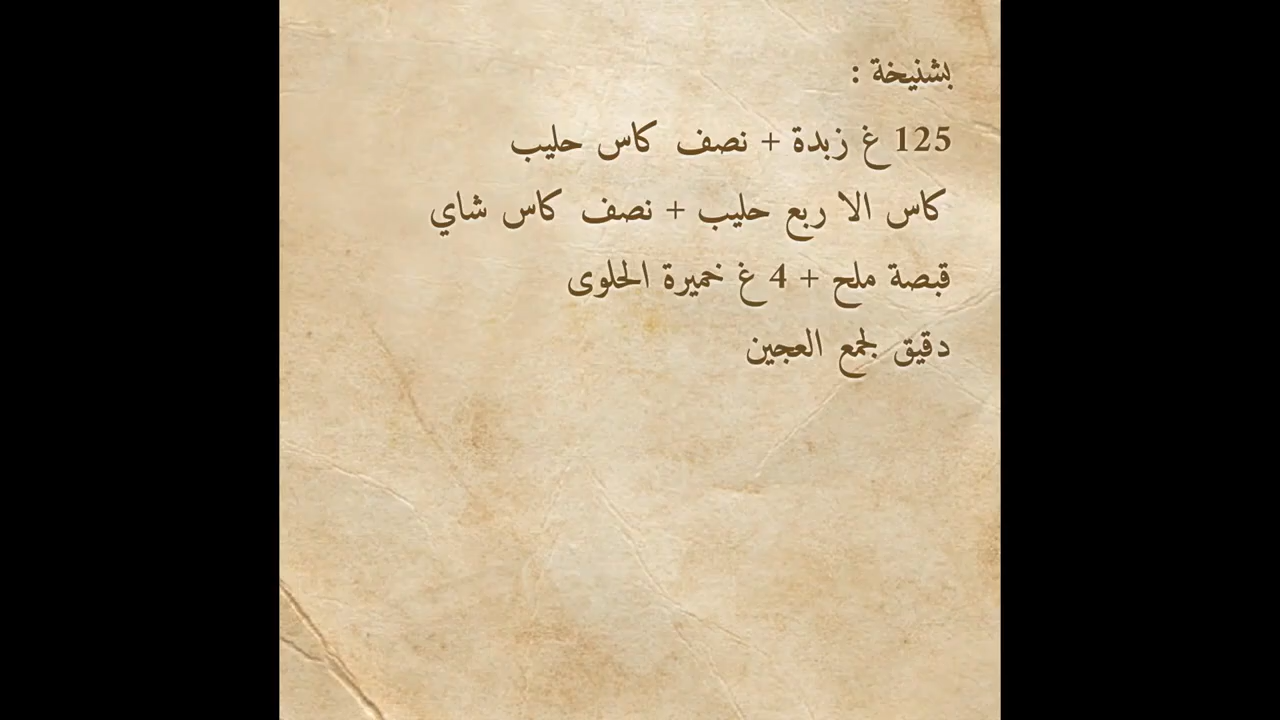 بشنيخة :
125 غ زبدة + نصف كاس حليب
كاس الا ربع حليب + نصف كاس شاي
قبصة ملح + 4 غ خميرة الحلوى
دقيق لجمع العجين